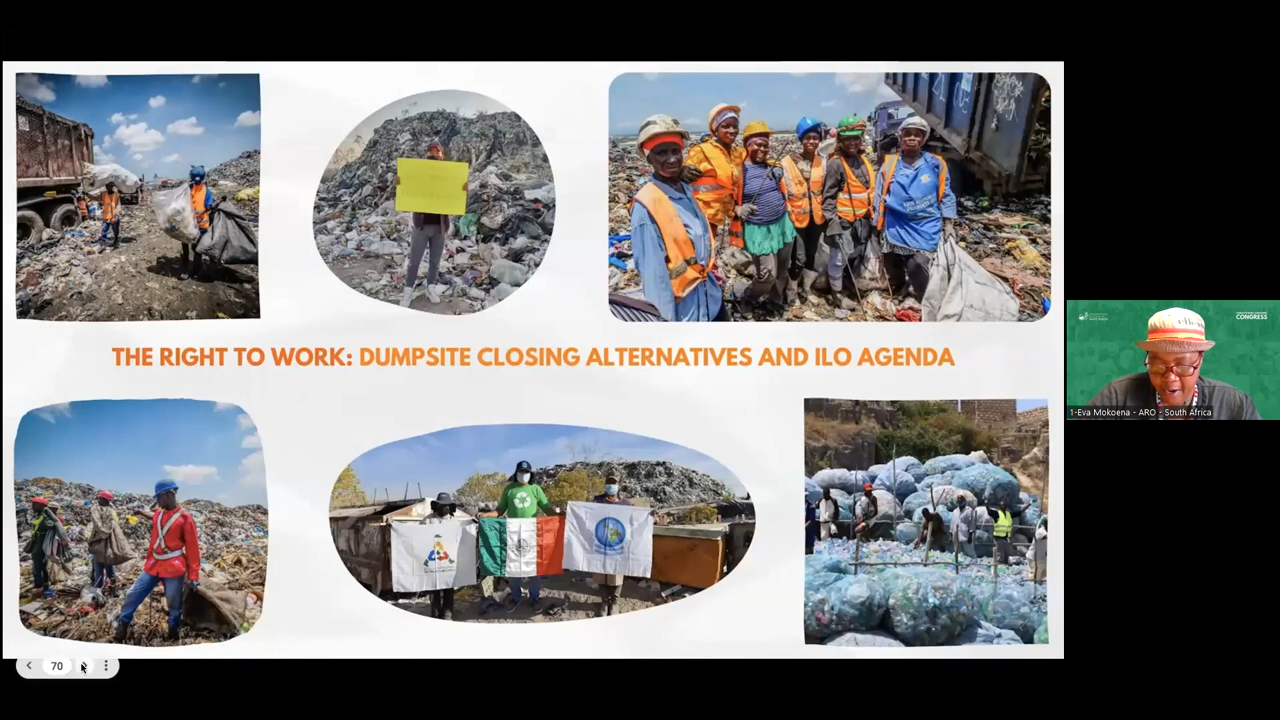 THE RIGHT TO WORK: DUMPSITE CLOSING ALTERNATIVES AND ILO AGENDA
CONGRESS
1-Eva Mokoena - ARO - South Africa
70